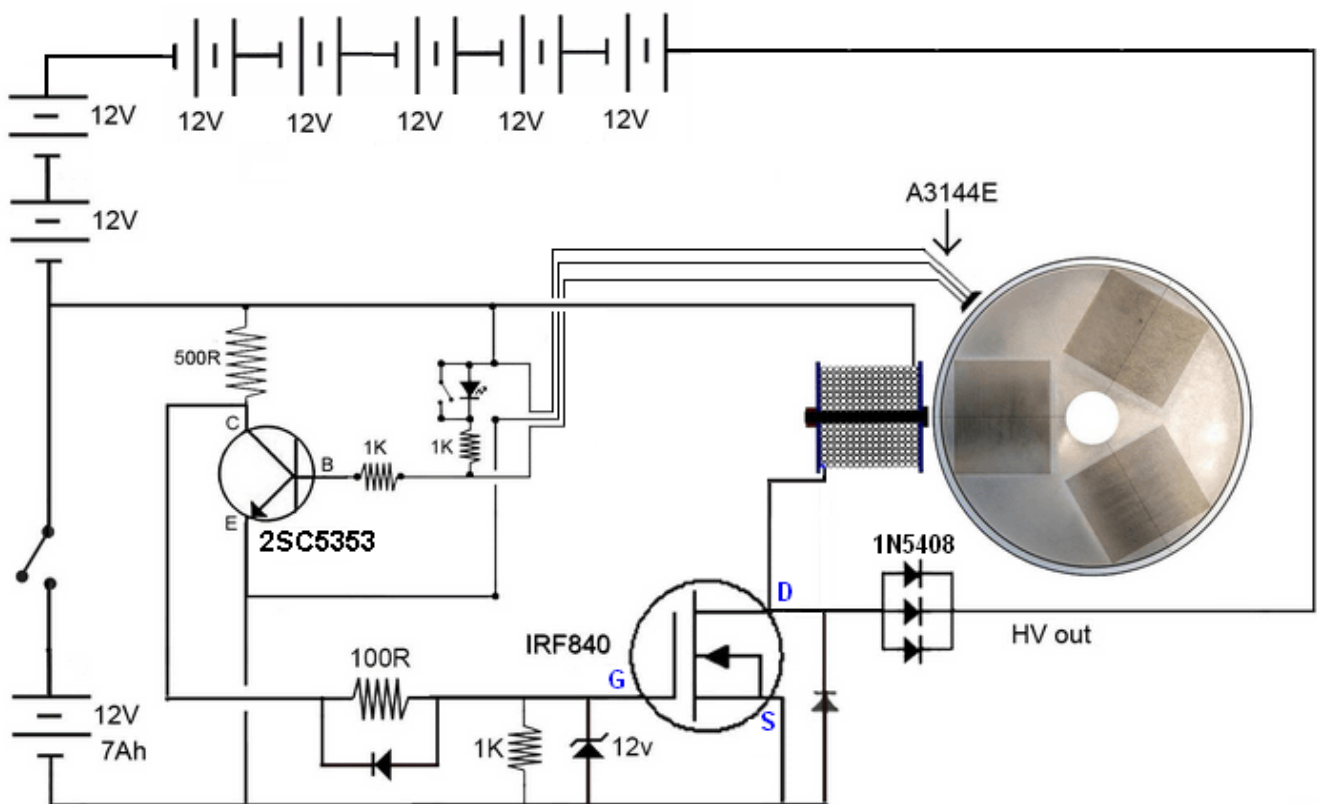 12V
12V
12V
12V
12V
12V
12V
A3144E
500R
C
B
1K
1K
E
2SC5353
1N5408
D
HV out
IRF840
100R
G
S
12V
7Ah
1K
12v